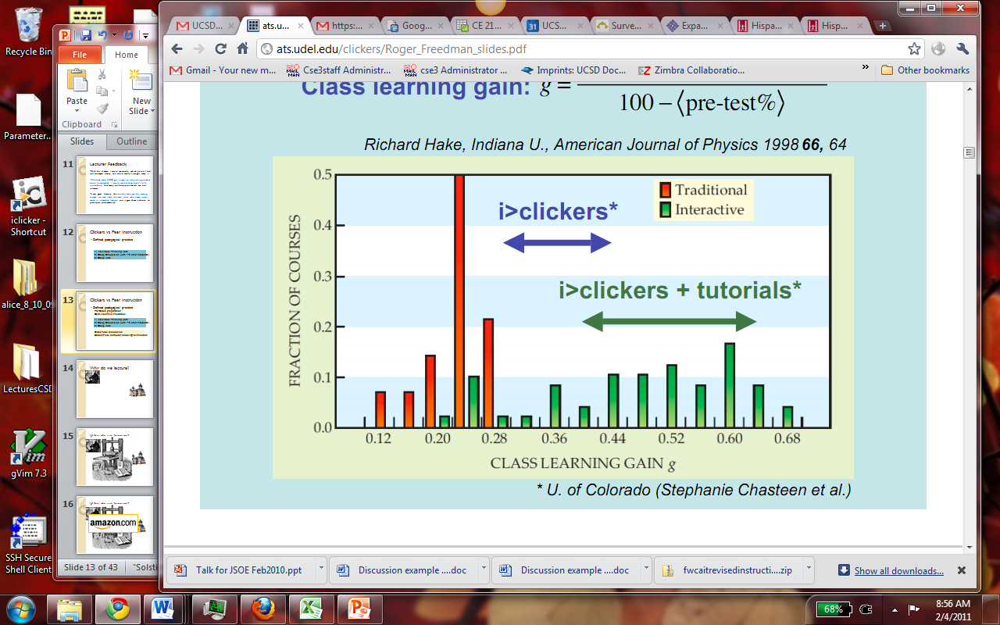 UCSD...
ats.u...
https:...
Goog...
CE 21...
UCS...
Surve...
Expa...
Hispa...
Hisp...
ats.udel.edu/clickers/Roger_Freedman_slides.pdf
Gmail - Your new m...
Cse3staff Administr...
cse3 Administrator ...
Imprints: UCSD Doc...
Zimbra Collaboratio...
»
Other bookmarks
Recycle Bin
Parameter...
iclicker -
Shortcut
alice_8_10_09
LecturesCSE
gVim 7.3
SSH Secure
Shell Client
File
Home
Paste
New
Slide
Clipboard
Slides
Outline
11
Lecturer Feedback
12
Clickers vs Peer Instruction
13
Clickers vs Peer Instruction
14
Why do we lecture?
15
16
amazon.com
Slide 13 of 43
"Solsti
Class learning gain: g =
100 – ⟨pre-test%⟩
Richard Hake, Indiana U., American Journal of Physics 1998 66, 64
FRACTION OF COURSES
0.5
0.4
0.3
0.2
0.1
0.0
Traditional
Interactive
i>clickers*
i>clickers + tutorials*
0.12 0.20 0.28 0.36 0.44 0.52 0.60 0.68
CLASS LEARNING GAIN g
* U. of Colorado (Stephanie Chasteen et al.)
Talk for JSOE Feb2010.ppt
Discussion example ....doc
Discussion example ....doc
fwcaitrevisedinstructi....zip
Show all downloads...
68%
8:56 AM
2/4/2011